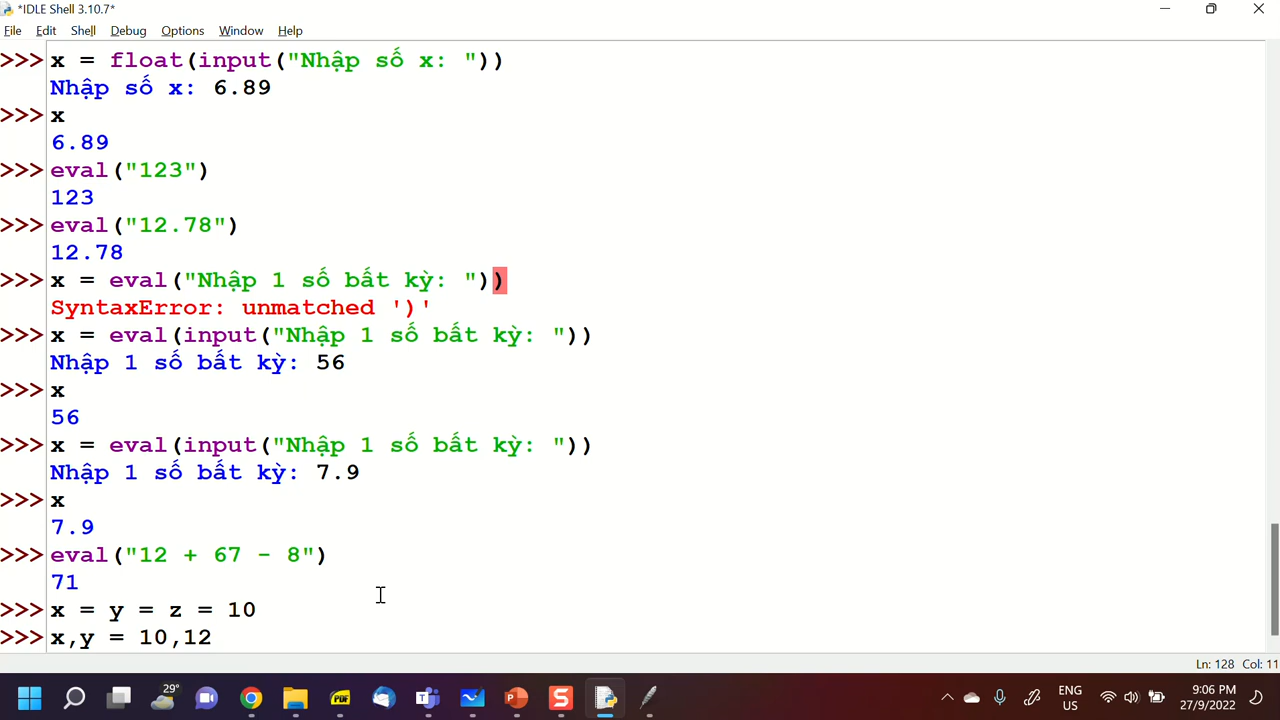 *IDLE Shell 3.10.7*
File Edit Shell Debug Options Window Help
>>> x = float(input("Nhập số x: "))
Nhập số x: 6.89
>>> x
6.89
>>> eval("123")
123
>>> eval("12.78")
12.78
>>> x = eval("Nhập 1 số bất kỳ: "))
SyntaxError: unmatched ')'
>>> x = eval(input("Nhập 1 số bất kỳ: "))
Nhập 1 số bất kỳ: 56
>>> x
56
>>> x = eval(input("Nhập 1 số bất kỳ: "))
Nhập 1 số bất kỳ: 7.9
>>> x
7.9
>>> eval("12 + 67 - 8")
71
>>> x = y = z = 10
>>> x,y = 10,12
Ln: 128 Col: 11
29°
PDF
ENG
US
9:06 PM
27/9/2022